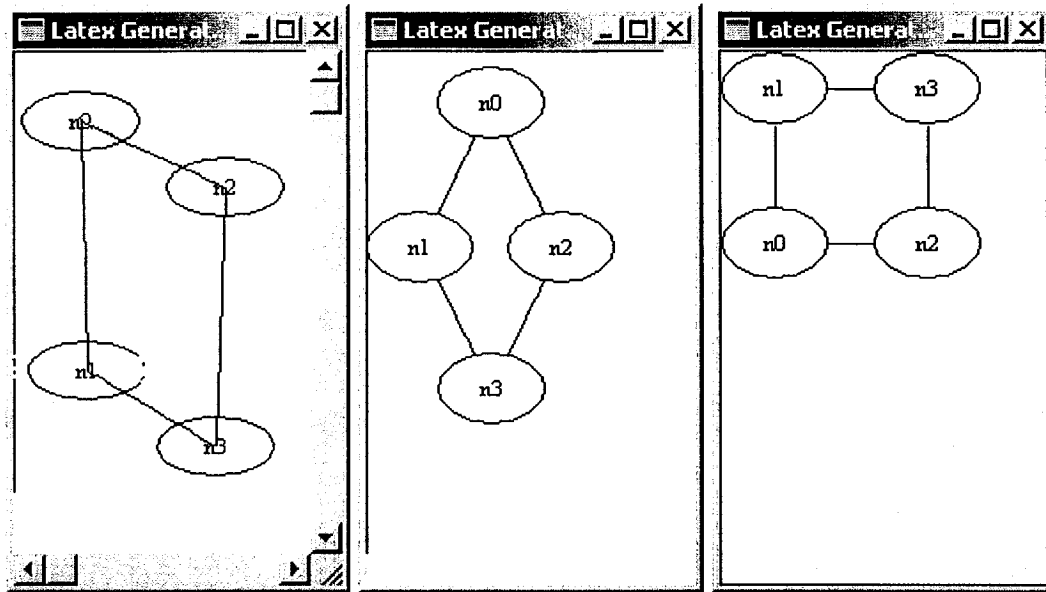 Latex General
n0
n2
n1
n3
Latex General
n0
n1
n2
n3
Latex General
n1
n3
n0
n2